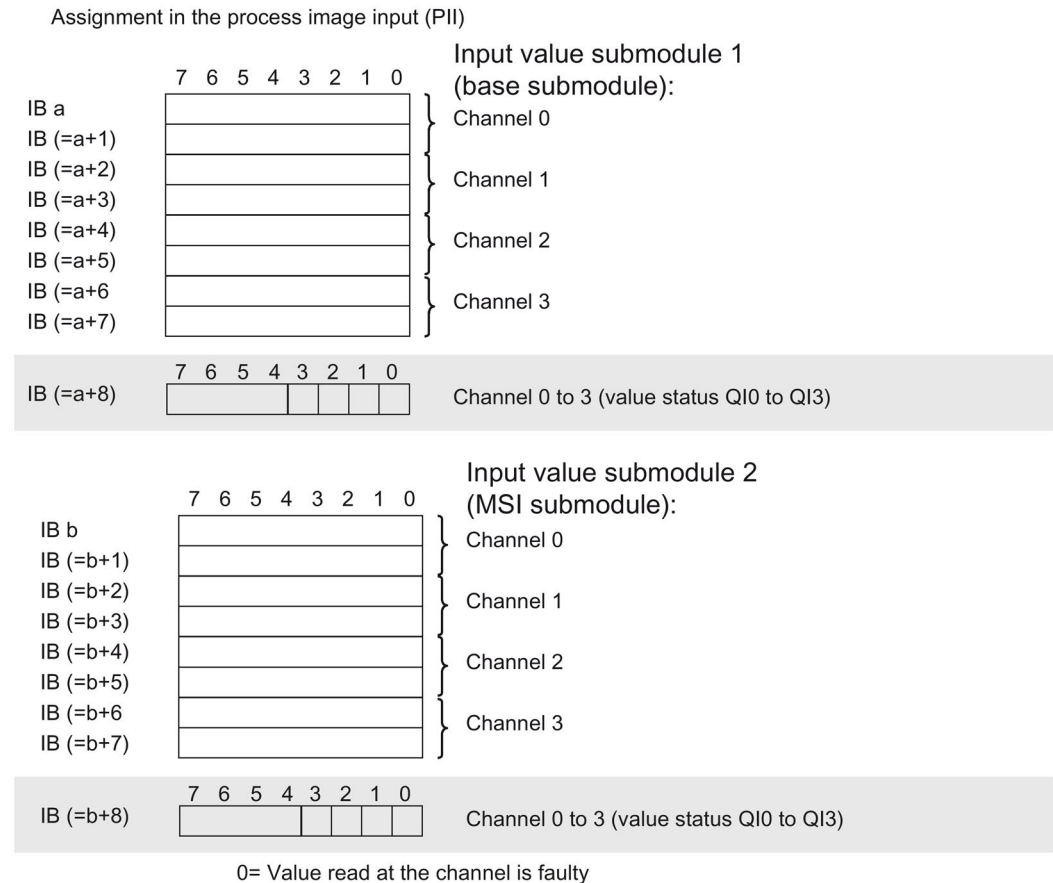 Assignment in the process image input (PII)
Input value submodule 1
(base submodule):
7 6 5 4 3 2 1 0
IB a
Channel 0
IB (=a+1)
IB (=a+2)
Channel 1
IB (=a+3)
IB (=a+4)
Channel 2
IB (=a+5)
IB (=a+6
Channel 3
IB (=a+7)
7 6 5 4 3 2 1 0
IB (=a+8)
Channel 0 to 3 (value status QI0 to QI3)
Input value submodule 2
(MSI submodule):
7 6 5 4 3 2 1 0
IB b
Channel 0
IB (=b+1)
IB (=b+2)
Channel 1
IB (=b+3)
IB (=b+4)
Channel 2
IB (=b+5)
IB (=b+6
Channel 3
IB (=b+7)
7 6 5 4 3 2 1 0
IB (=b+8)
Channel 0 to 3 (value status QI0 to QI3)
0= Value read at the channel is faulty